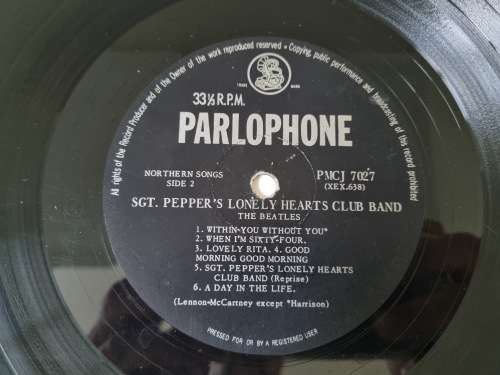 All rights of the Record Producer and of the Owner of the work reproduced reserved • Copying, public performance and broadcasting of this record prohibited
TRADE MARK
33⅓ R.P.M.
PARLOPHONE
NORTHERN SONGS
SIDE 2
PMCJ 7027
(XEX.638)
SGT. PEPPER'S LONELY HEARTS CLUB BAND
THE BEATLES
1. WITHIN YOU WITHOUT YOU*
2. WHEN I'M SIXTY-FOUR.
3. LOVELY RITA. 4. GOOD
MORNING GOOD MORNING
5. SGT. PEPPER'S LONELY HEARTS
CLUB BAND (Reprise)
6. A DAY IN THE LIFE.
(Lennon-McCartney except *Harrison)
PRESSED FOR OR BY A REGISTERED USER